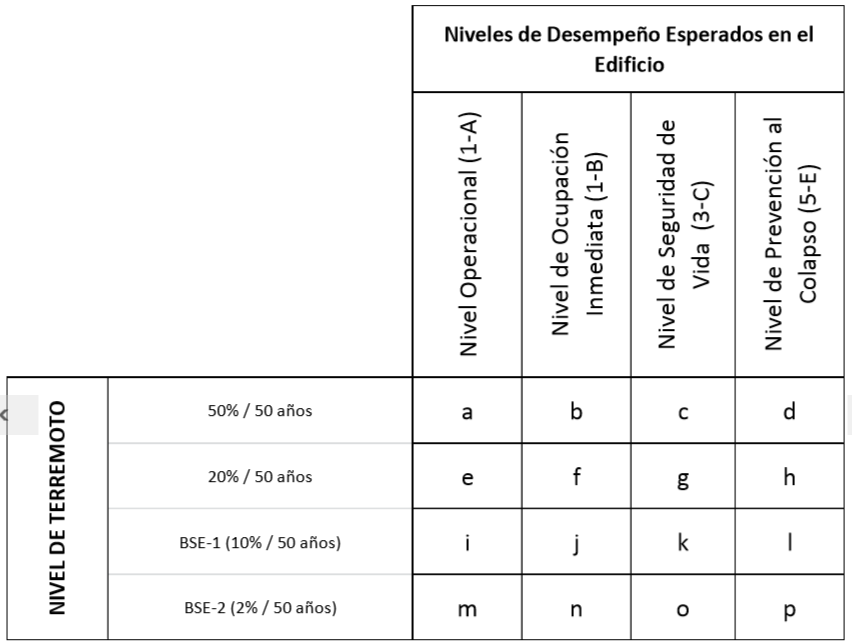 Niveles de Desempeño Esperados en el
Edificio
Nivel Operacional (1-A)
Nivel de Ocupación
Inmediata (1-B)
Nivel de Seguridad de
Vida (3-C)
Nivel de Prevención al
Colapso (5-E)
NIVEL DE TERREMOTO
50% / 50 años
a
b
c
d
20% / 50 años
e
f
g
h
BSE-1 (10% / 50 años)
i
j
k
l
BSE-2 (2% / 50 años)
m
n
o
p